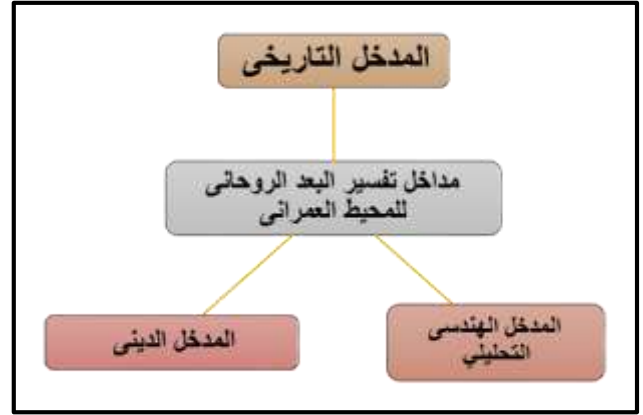 المدخل التاريخى
مداخل تفسير البعد الروحانى
للمحيط العمرانى
المدخل الهندسى
التحليلي
المدخل الدينى